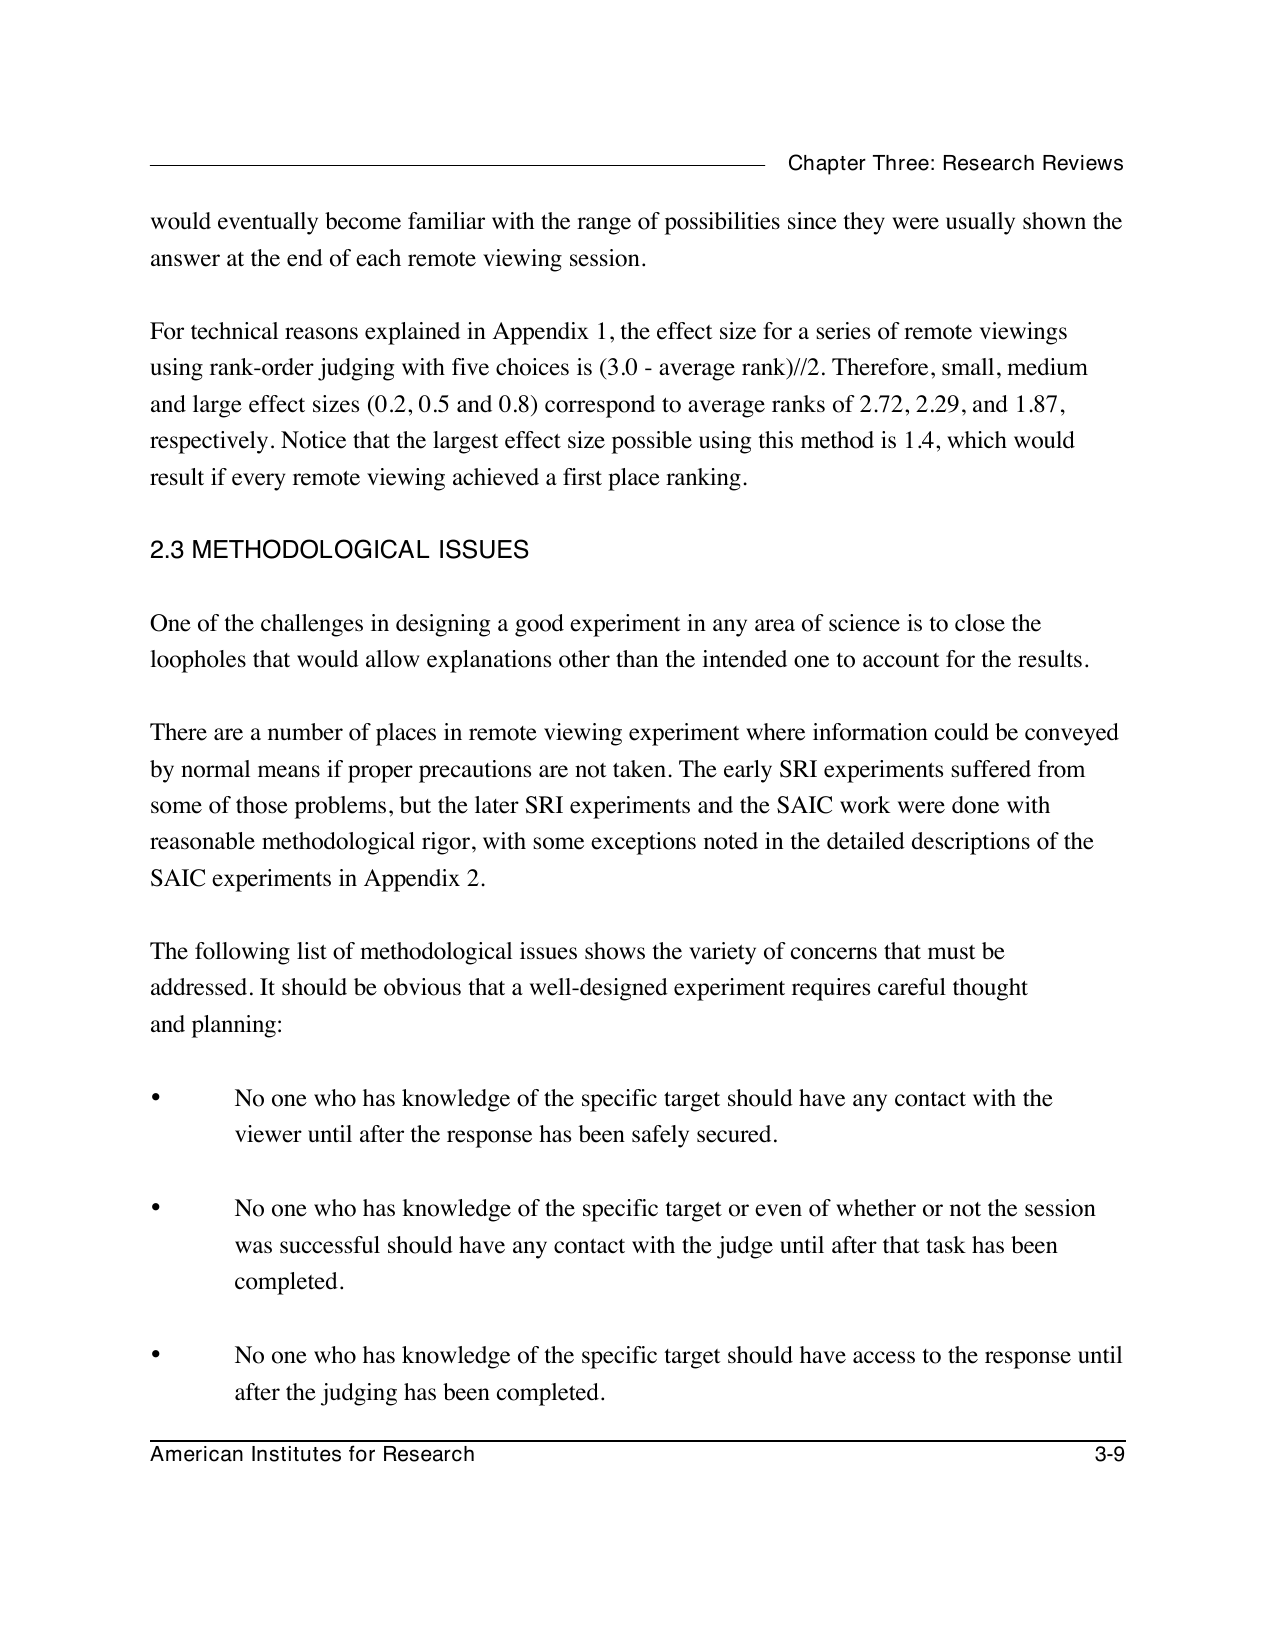 Chapter Three: Research Reviews
would eventually become familiar with the range of possibilities since they were usually shown the
answer at the end of each remote viewing session.
For technical reasons explained in Appendix 1, the effect size for a series of remote viewings
using rank-order judging with five choices is (3.0 - average rank)//2. Therefore, small, medium
and large effect sizes (0.2, 0.5 and 0.8) correspond to average ranks of 2.72, 2.29, and 1.87,
respectively. Notice that the largest effect size possible using this method is 1.4, which would
result if every remote viewing achieved a first place ranking.
2.3 METHODOLOGICAL ISSUES
One of the challenges in designing a good experiment in any area of science is to close the
loopholes that would allow explanations other than the intended one to account for the results.
There are a number of places in remote viewing experiment where information could be conveyed
by normal means if proper precautions are not taken. The early SRI experiments suffered from
some of those problems, but the later SRI experiments and the SAIC work were done with
reasonable methodological rigor, with some exceptions noted in the detailed descriptions of the
SAIC experiments in Appendix 2.
The following list of methodological issues shows the variety of concerns that must be
addressed. It should be obvious that a well-designed experiment requires careful thought
and planning:
• No one who has knowledge of the specific target should have any contact with the
viewer until after the response has been safely secured.
• No one who has knowledge of the specific target or even of whether or not the session
was successful should have any contact with the judge until after that task has been
completed.
• No one who has knowledge of the specific target should have access to the response until
after the judging has been completed.
American Institutes for Research 3-9